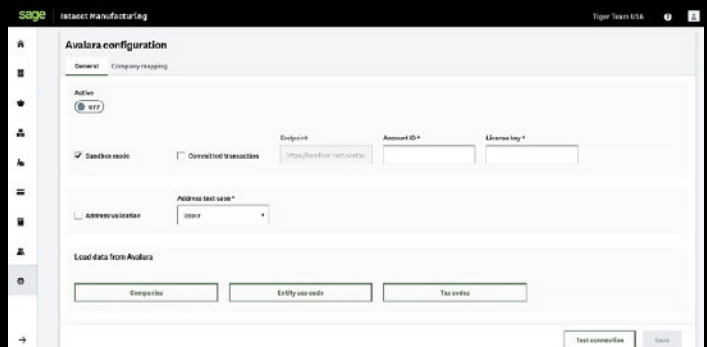 sage Intacct Manufacturing Tiger Team USA
Avalara configuration
General Company mapping
Active
OFF
Endpoint Account ID * License key *
Sandbox mode Committed transaction
Address text case *
Address validation Upper
Load data from Avalara
Companies Entity use code Tax codes
Test connection Save